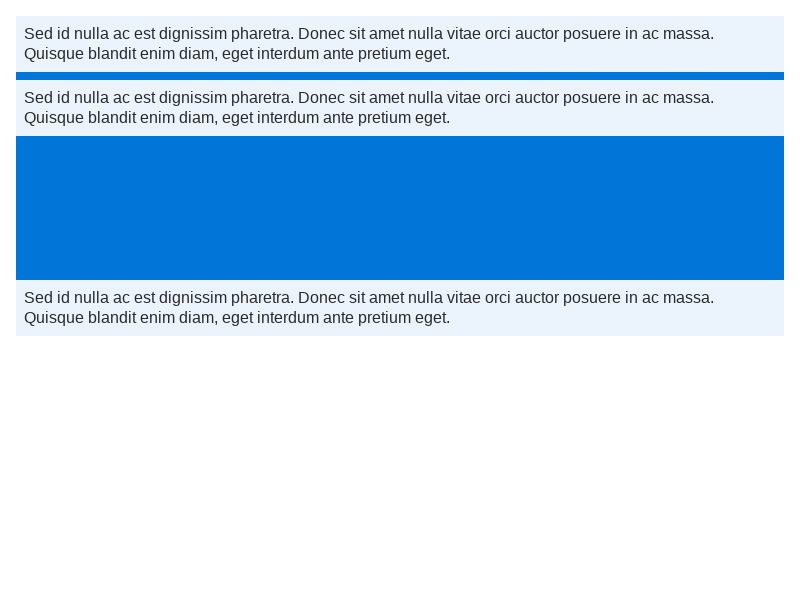 Sed id nulla ac est dignissim pharetra. Donec sit amet nulla vitae orci auctor posuere in ac massa.
Quisque blandit enim diam, eget interdum ante pretium eget.
Sed id nulla ac est dignissim pharetra. Donec sit amet nulla vitae orci auctor posuere in ac massa.
Quisque blandit enim diam, eget interdum ante pretium eget.
Sed id nulla ac est dignissim pharetra. Donec sit amet nulla vitae orci auctor posuere in ac massa.
Quisque blandit enim diam, eget interdum ante pretium eget.